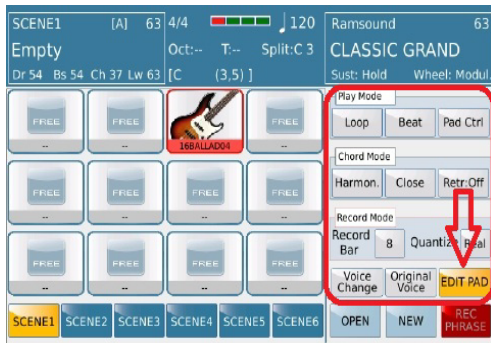 SCENE1 [A] 63 4/4 120 Ramsound 63
Empty Oct:-- T:-- Split:C 3 CLASSIC GRAND
Dr 54 Bs 54 Ch 37 Lw 63 [C (3,5) ] Sust: Hold Wheel: Modul.
Play Mode
FREE FREE FREE Loop Beat Pad Ctrl
-- -- 16BALLAD04 --
Chord Mode
FREE FREE FREE FREE Harmon. Close Retr:Off
-- -- -- --
Record Mode
Record Bar 8 Quantize Real
FREE FREE FREE FREE
-- -- -- --
Voice Change Original Voice EDIT PAD
SCENE1 SCENE2 SCENE3 SCENE4 SCENE5 SCENE6 OPEN NEW REC PHRASE